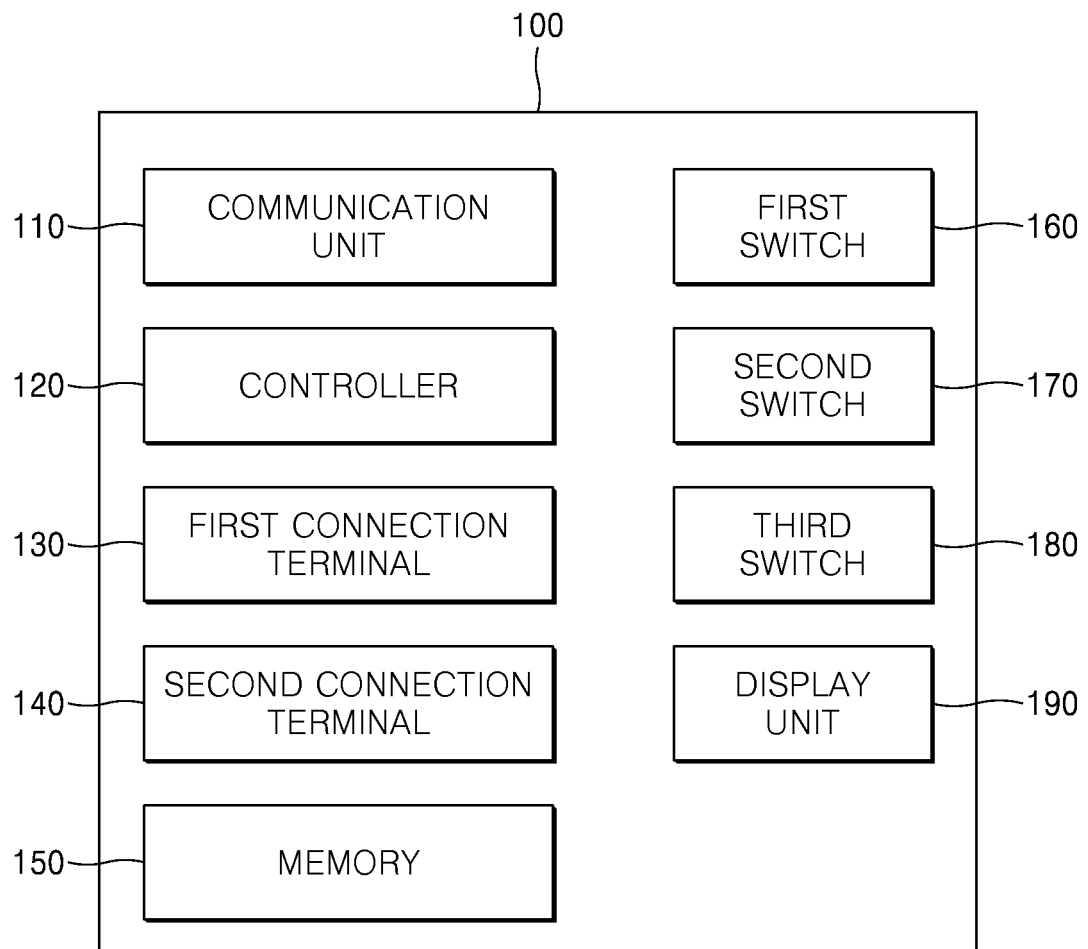 100
110
COMMUNICATION
UNIT
FIRST
SWITCH
160
120
CONTROLLER
SECOND
SWITCH
170
130
FIRST CONNECTION
TERMINAL
THIRD
SWITCH
180
140
SECOND CONNECTION
TERMINAL
DISPLAY
UNIT
190
150
MEMORY